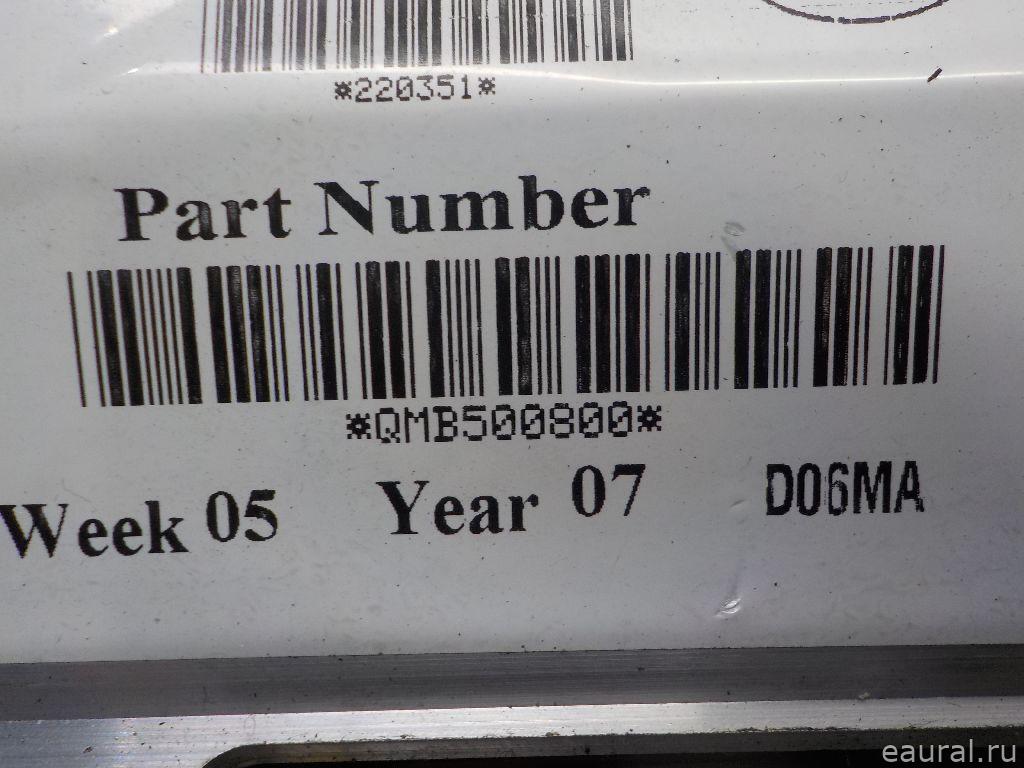 *220351*
Part Number
*QMB500800*
Week 05 Year 07 D06MA
eaural.ru